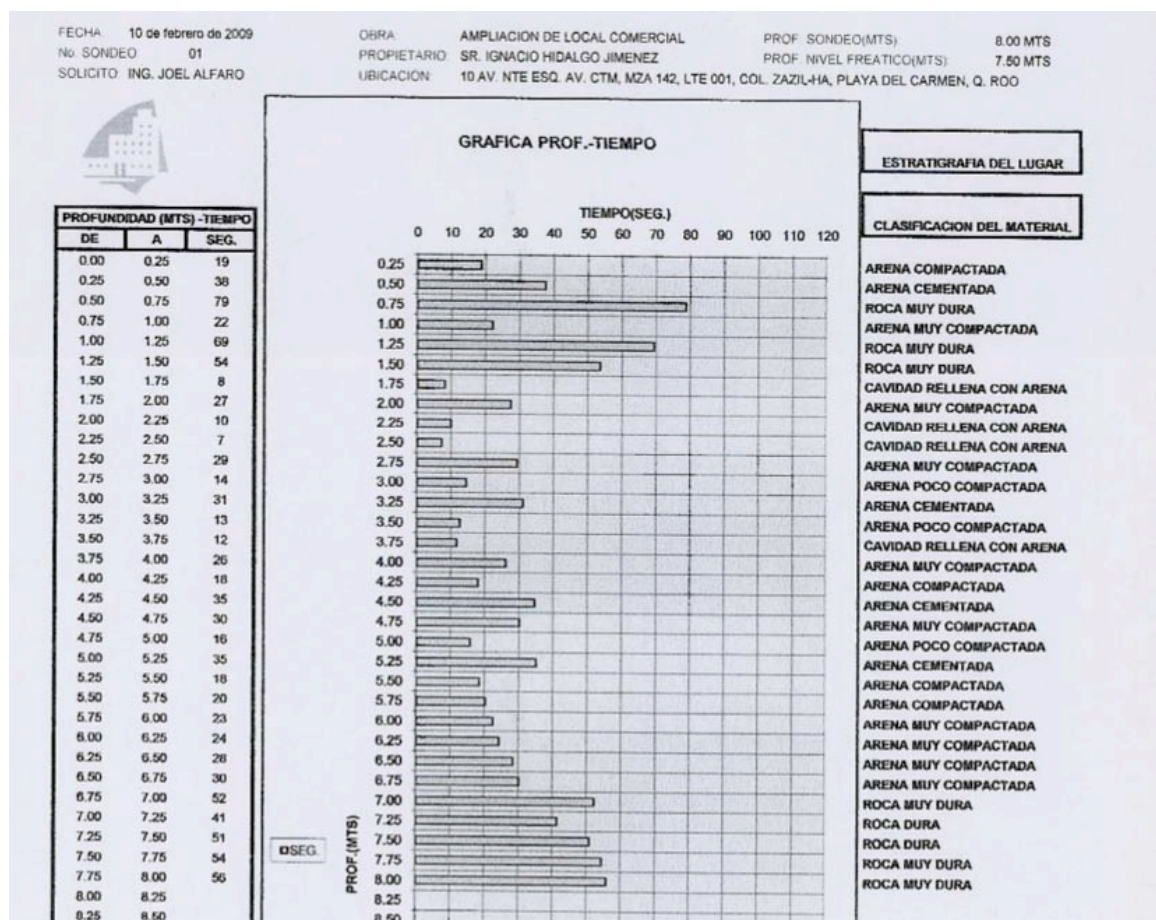 FECHA. 10 de febrero de 2009
No. SONDEO 01
SOLICITO: ING. JOEL ALFARO
OBRA: AMPLIACION DE LOCAL COMERCIAL
PROPIETARIO: SR. IGNACIO HIDALGO JIMENEZ
UBICACION: 10 AV. NTE ESQ. AV. CTM, MZA 142, LTE 001, COL. ZAZIL-HA, PLAYA DEL CARMEN, Q. ROO
PROF. SONDEO(MTS): 8.00 MTS
PROF. NIVEL FREATICO(MTS): 7.50 MTS
PROFUNDIDAD (MTS) -TIEMPO
DE A SEG.
0.00 0.25 19
0.25 0.50 38
0.50 0.75 79
0.75 1.00 22
1.00 1.25 69
1.25 1.50 54
1.50 1.75 8
1.75 2.00 27
2.00 2.25 10
2.25 2.50 7
2.50 2.75 29
2.75 3.00 14
3.00 3.25 31
3.25 3.50 13
3.50 3.75 12
3.75 4.00 26
4.00 4.25 18
4.25 4.50 35
4.50 4.75 30
4.75 5.00 16
5.00 5.25 35
5.25 5.50 18
5.50 5.75 20
5.75 6.00 23
6.00 6.25 24
6.25 6.50 28
6.50 6.75 30
6.75 7.00 52
7.00 7.25 41
7.25 7.50 51
7.50 7.75 54
7.75 8.00 56
8.00 8.25
8.25 8.50
GRAFICA PROF.-TIEMPO
TIEMPO(SEG.)
0 10 20 30 40 50 60 70 80 90 100 110 120
0.25
0.50
0.75
1.00
1.25
1.50
1.75
2.00
2.25
2.50
2.75
3.00
3.25
3.50
3.75
4.00
4.25
4.50
4.75
5.00
5.25
5.50
5.75
6.00
6.25
6.50
6.75
7.00
7.25
7.50
7.75
8.00
8.25
8.50
PROF.(MTS)
SEG.
ESTRATIGRAFIA DEL LUGAR
CLASIFICACION DEL MATERIAL
ARENA COMPACTADA
ARENA CEMENTADA
ROCA MUY DURA
ARENA MUY COMPACTADA
ROCA MUY DURA
ROCA MUY DURA
CAVIDAD RELLENA CON ARENA
ARENA MUY COMPACTADA
CAVIDAD RELLENA CON ARENA
CAVIDAD RELLENA CON ARENA
ARENA MUY COMPACTADA
ARENA POCO COMPACTADA
ARENA CEMENTADA
ARENA POCO COMPACTADA
CAVIDAD RELLENA CON ARENA
ARENA MUY COMPACTADA
ARENA COMPACTADA
ARENA CEMENTADA
ARENA MUY COMPACTADA
ARENA POCO COMPACTADA
ARENA CEMENTADA
ARENA COMPACTADA
ARENA COMPACTADA
ARENA MUY COMPACTADA
ARENA MUY COMPACTADA
ARENA MUY COMPACTADA
ARENA MUY COMPACTADA
ROCA MUY DURA
ROCA DURA
ROCA DURA
ROCA MUY DURA
ROCA MUY DURA